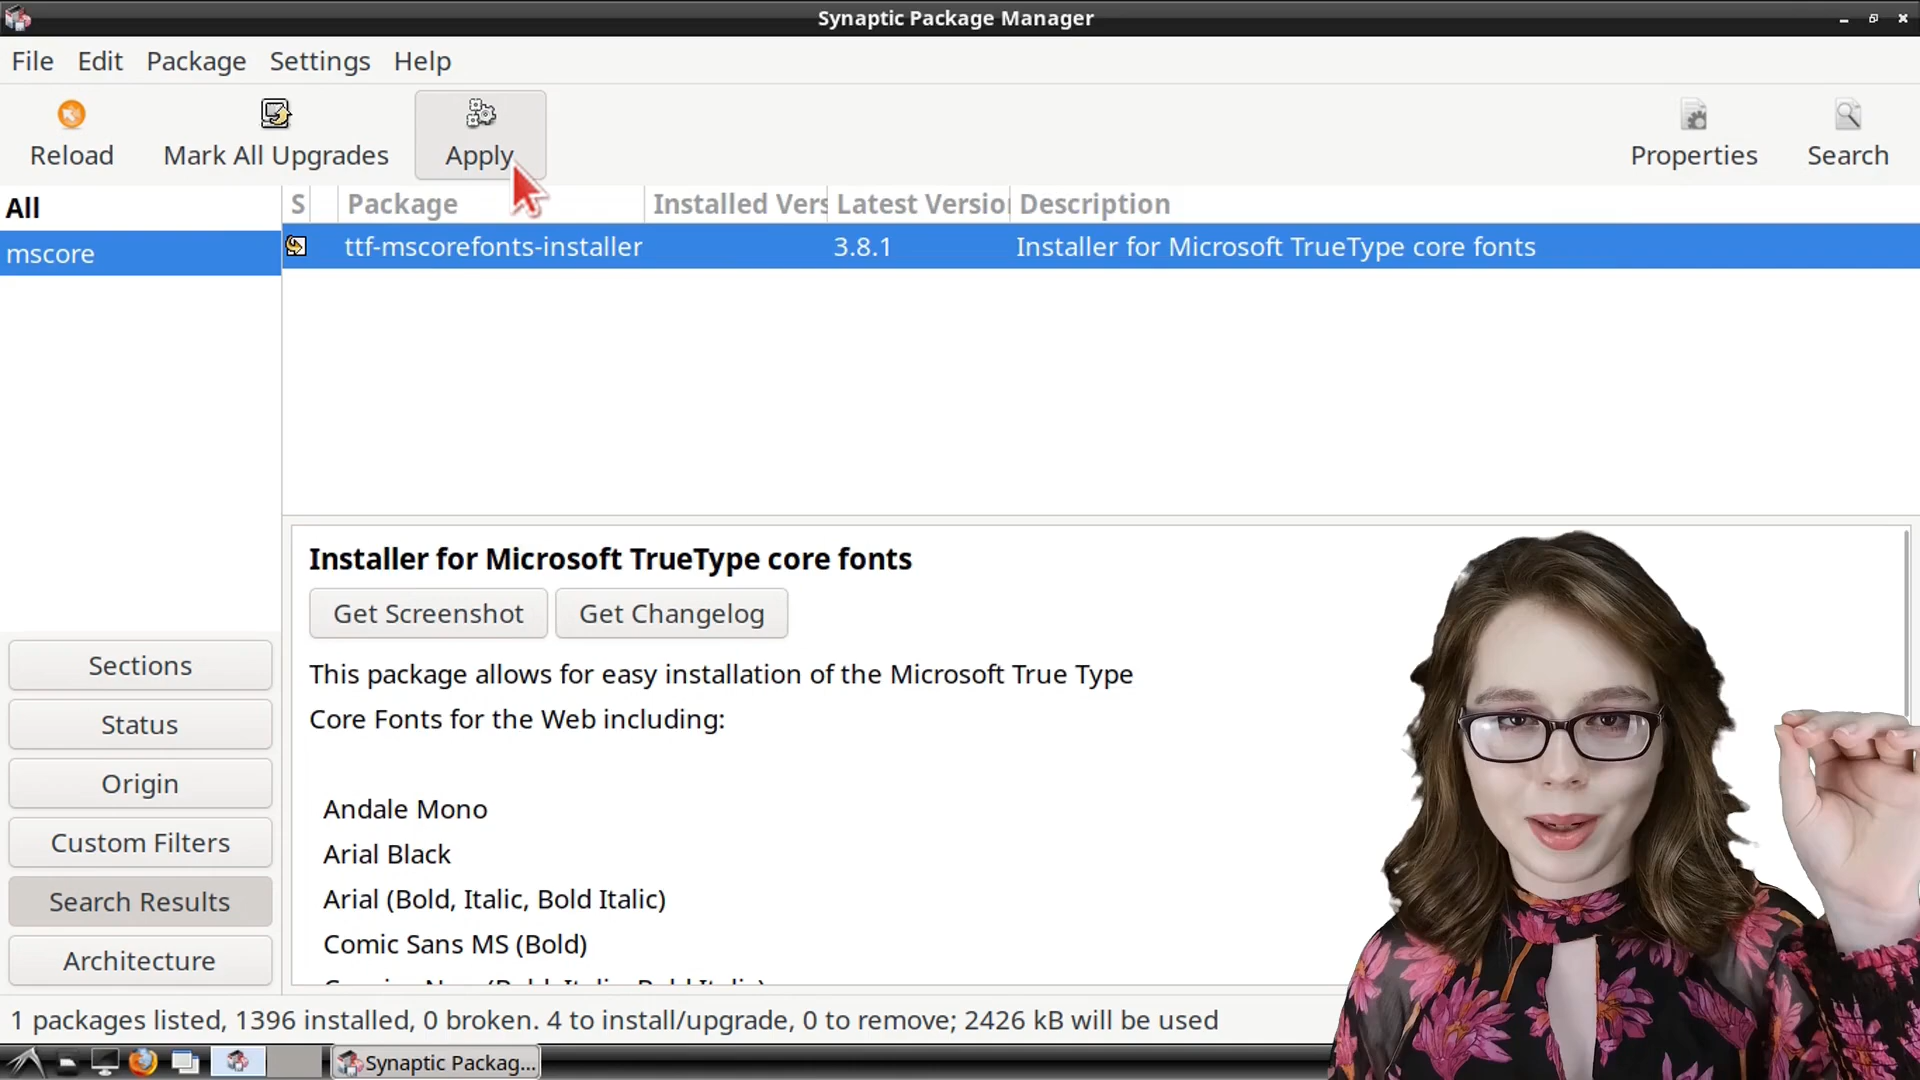 Synaptic Package Manager
File Edit Package Settings Help
Reload Mark All Upgrades Apply Properties Search
All
mscore
S Package Installed Vers Latest Versio Description
ttf-mscorefonts-installer 3.8.1 Installer for Microsoft TrueType core fonts
Installer for Microsoft TrueType core fonts
Get Screenshot Get Changelog
This package allows for easy installation of the Microsoft True Type
Core Fonts for the Web including:
Andale Mono
Arial Black
Arial (Bold, Italic, Bold Italic)
Comic Sans MS (Bold)
Sections
Status
Origin
Custom Filters
Search Results
Architecture
1 packages listed, 1396 installed, 0 broken. 4 to install/upgrade, 0 to remove; 2426 kB will be used
Synaptic Packag...